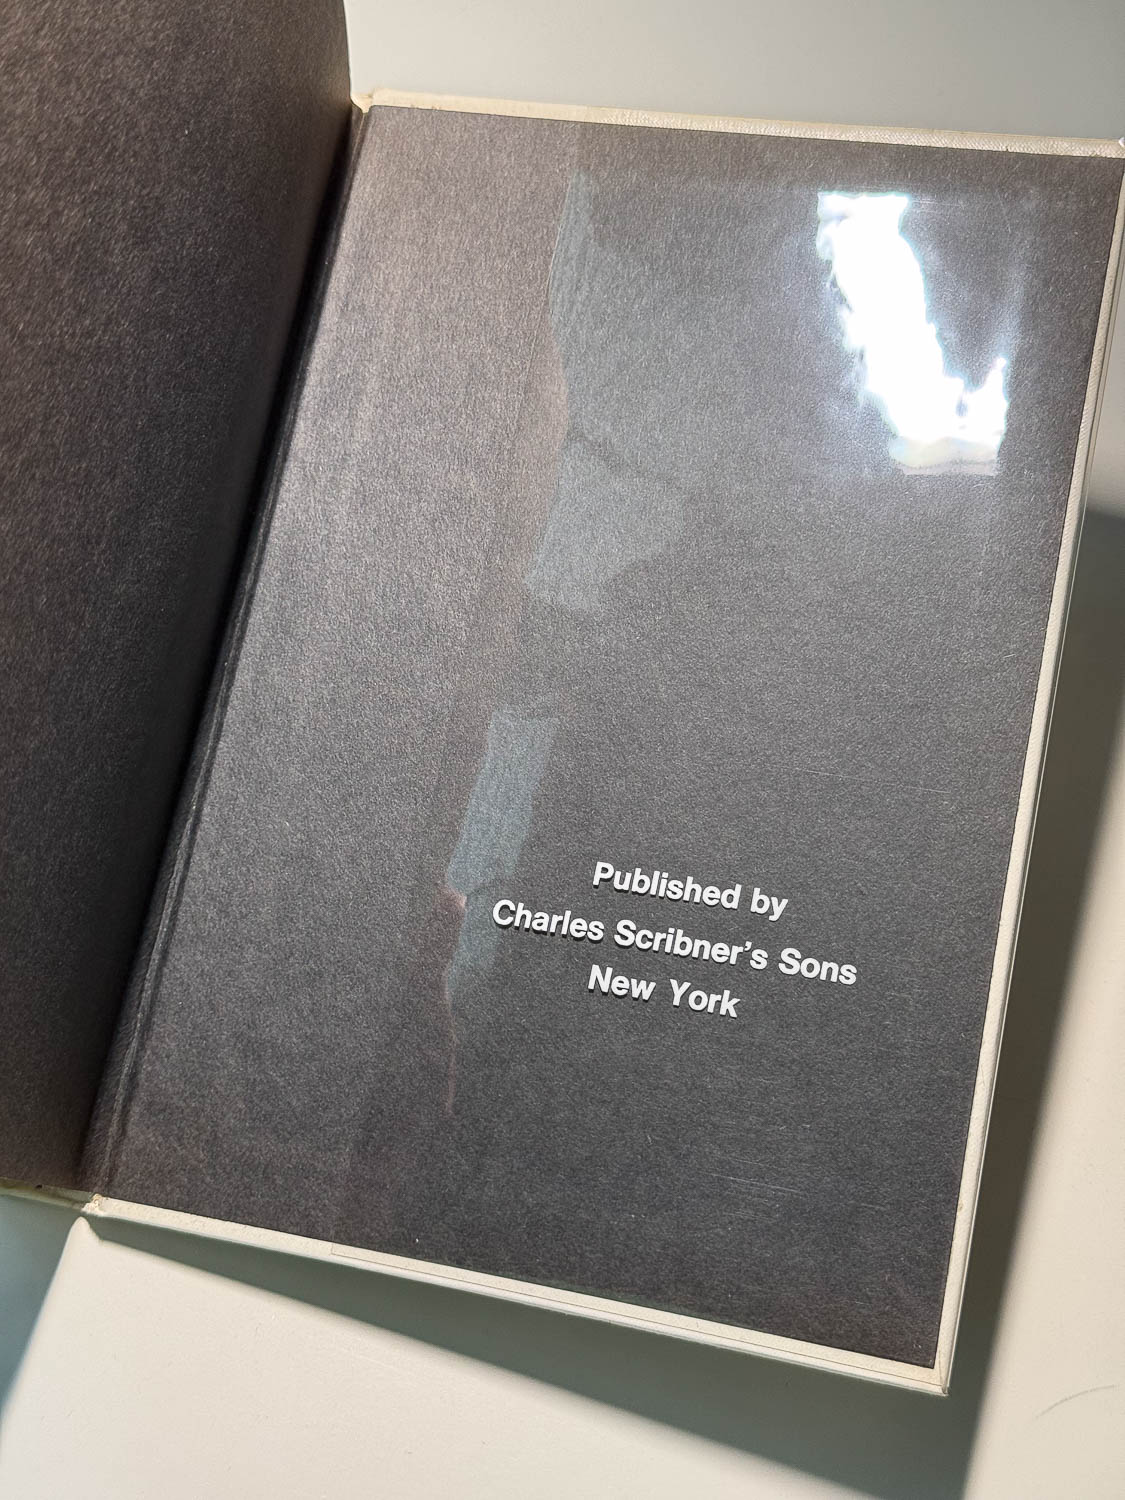 Published by
Charles Scribner's Sons
New York